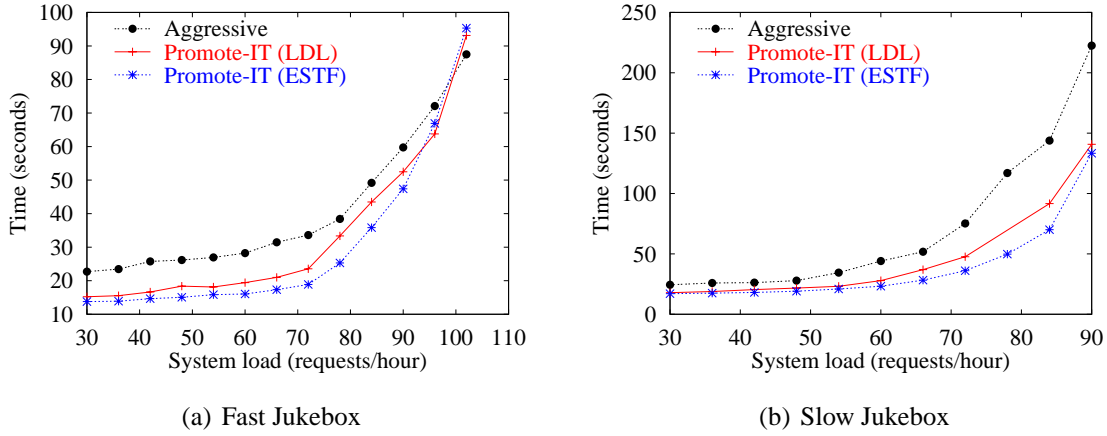 100
90
80
70
60
50
40
30
20
10
Time (seconds)
Aggressive
Promote-IT (LDL)
Promote-IT (ESTF)
30 40 50 60 70 80 90 100 110
System load (requests/hour)
(a) Fast Jukebox
250
200
150
100
50
0
Time (seconds)
Aggressive
Promote-IT (LDL)
Promote-IT (ESTF)
30 40 50 60 70 80 90
System load (requests/hour)
(b) Slow Jukebox